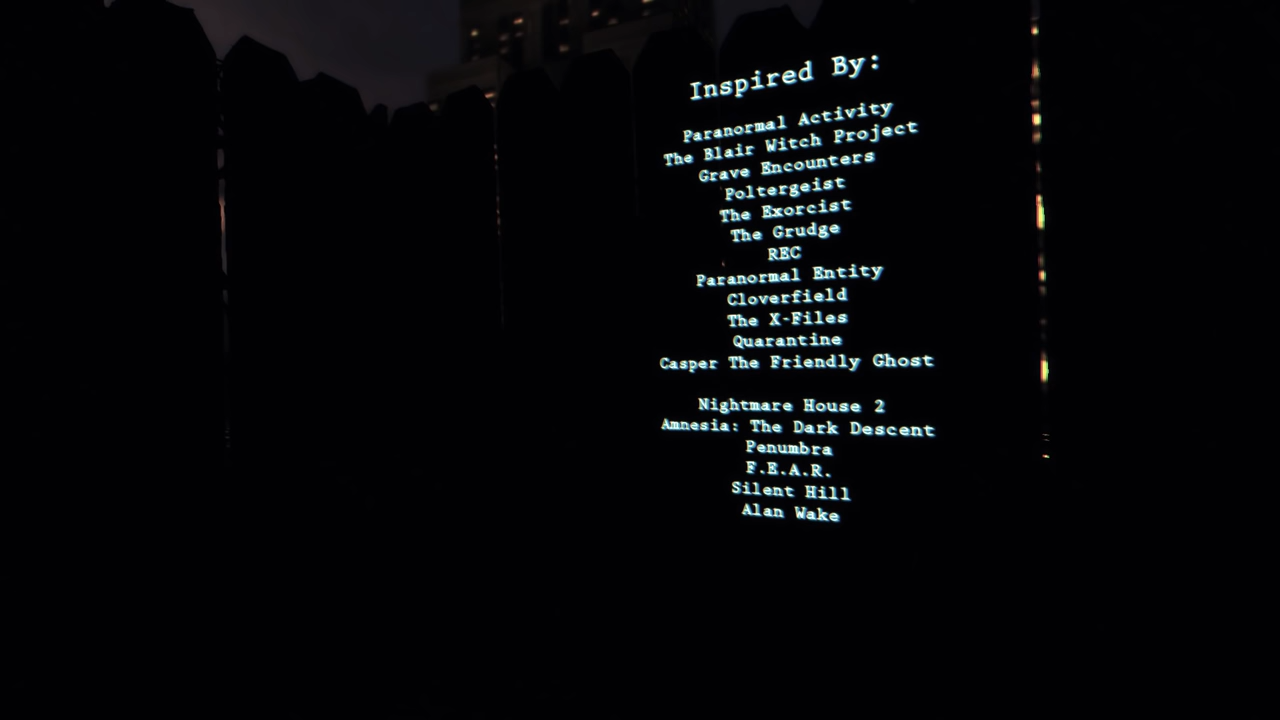 Inspired By:
Paranormal Activity
The Blair Witch Project
Grave Encounters
Poltergeist
The Exorcist
The Grudge
REC
Paranormal Entity
Cloverfield
The X-Files
Quarantine
Casper The Friendly Ghost
Nightmare House 2
Amnesia: The Dark Descent
Penumbra
F.E.A.R.
Silent Hill
Alan Wake